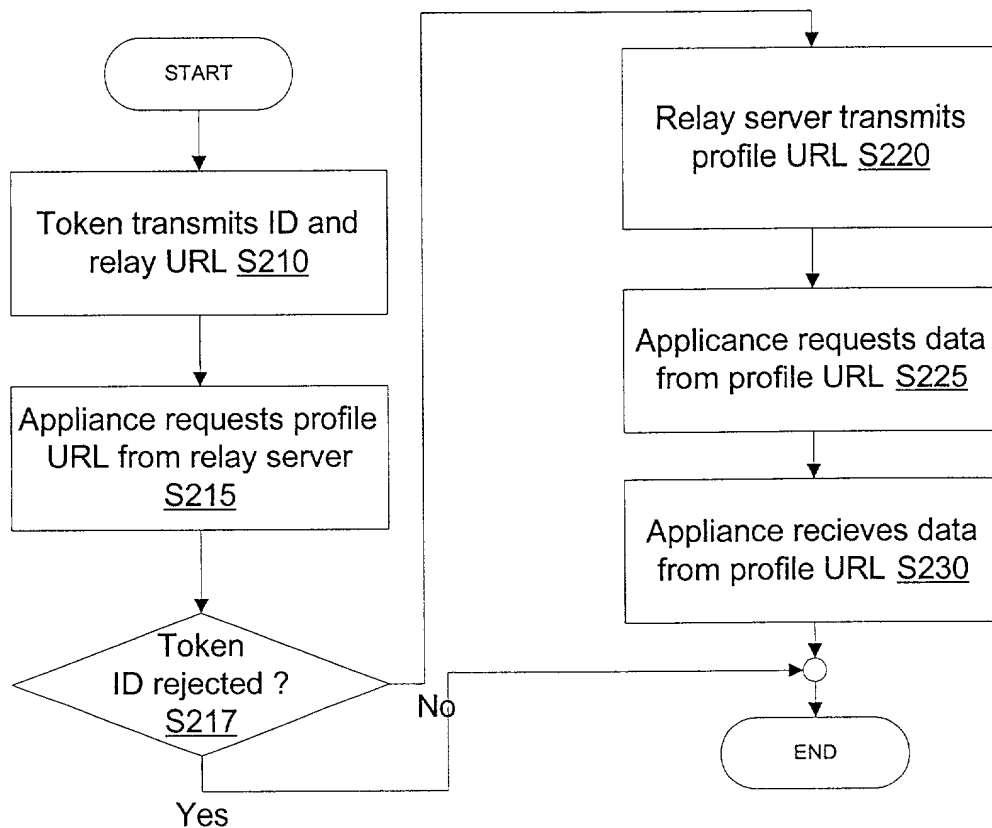 START
Token transmits ID and
relay URL S210
Appliance requests profile
URL from relay server
S215
Token
ID rejected ?
S217
No
Yes
Relay server transmits
profile URL S220
Applicance requests data
from profile URL S225
Appliance recieves data
from profile URL S230
END